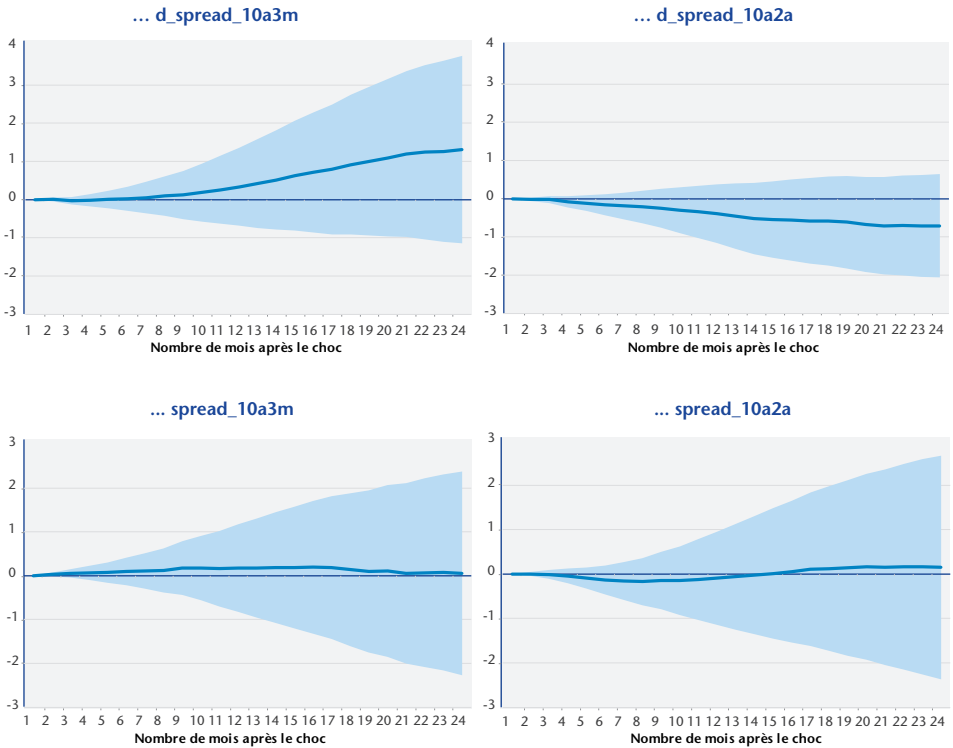 ... d_spread_10a3m
4
3
2
1
0
-1
-2
-3
1 2 3 4 5 6 7 8 9 10 11 12 13 14 15 16 17 18 19 20 21 22 23 24
Nombre de mois après le choc
... d_spread_10a2a
4
3
2
1
0
-1
-2
-3
1 2 3 4 5 6 7 8 9 10 11 12 13 14 15 16 17 18 19 20 21 22 23 24
Nombre de mois après le choc
... spread_10a3m
3
2
1
0
-1
-2
-3
1 2 3 4 5 6 7 8 9 10 11 12 13 14 15 16 17 18 19 20 21 22 23 24
Nombre de mois après le choc
... spread_10a2a
3
2
1
0
-1
-2
-3
1 2 3 4 5 6 7 8 9 10 11 12 13 14 15 16 17 18 19 20 21 22 23 24
Nombre de mois après le choc